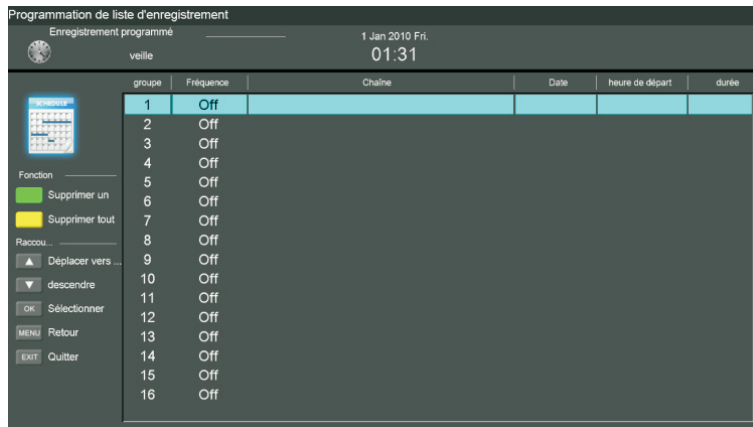 Programmation de liste d'enregistrement
Enregistrement programmé
veille
1 Jan 2010 Fri.
01:31
groupe Fréquence Chaîne Date heure de départ durée
SCHEDULE
1 Off
2 Off
3 Off
4 Off
5 Off
6 Off
7 Off
8 Off
9 Off
10 Off
11 Off
12 Off
13 Off
14 Off
15 Off
16 Off
Fonction
Supprimer un
Supprimer tout
Raccou...
Déplacer vers ...
descendre
OK Sélectionner
MENU Retour
EXIT Quitter